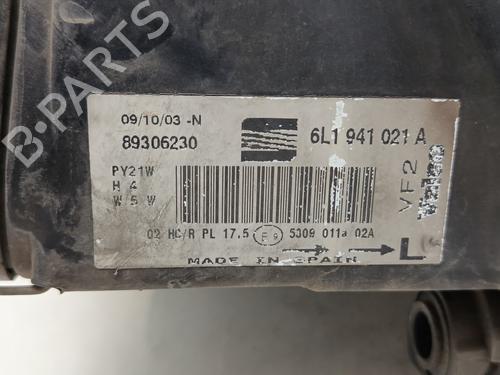 09/10/03 -N
89306230
6L1 941 021 A
PY21W
H 4
W 5 W
VF2
02 HC/R PL 17.5 E9 5309 011a 02A
L
MADE IN SPAIN